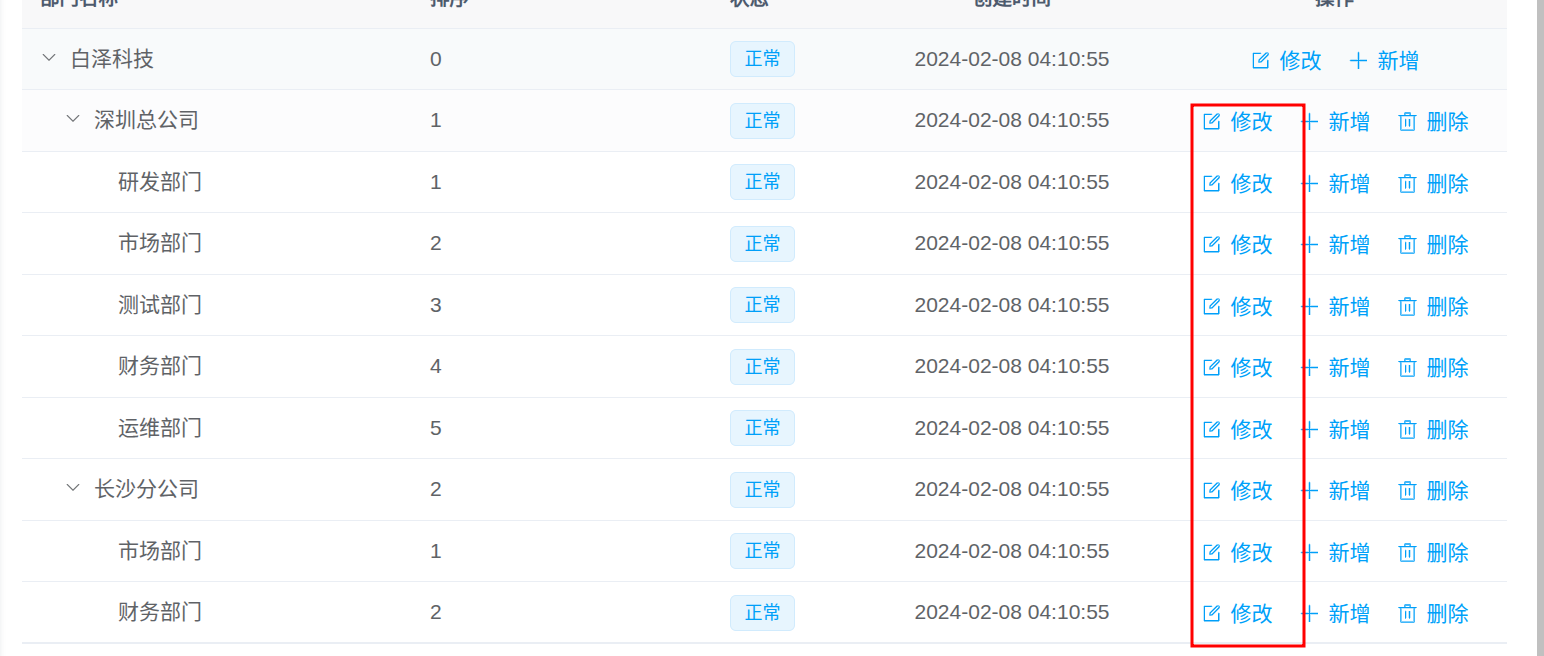 部门名称 排序 状态 创建时间 操作
白泽科技 0 正常 2024-02-08 04:10:55 修改 新增
深圳总公司 1 正常 2024-02-08 04:10:55 修改 新增 删除
研发部门 1 正常 2024-02-08 04:10:55 修改 新增 删除
市场部门 2 正常 2024-02-08 04:10:55 修改 新增 删除
测试部门 3 正常 2024-02-08 04:10:55 修改 新增 删除
财务部门 4 正常 2024-02-08 04:10:55 修改 新增 删除
运维部门 5 正常 2024-02-08 04:10:55 修改 新增 删除
长沙分公司 2 正常 2024-02-08 04:10:55 修改 新增 删除
市场部门 1 正常 2024-02-08 04:10:55 修改 新增 删除
财务部门 2 正常 2024-02-08 04:10:55 修改 新增 删除